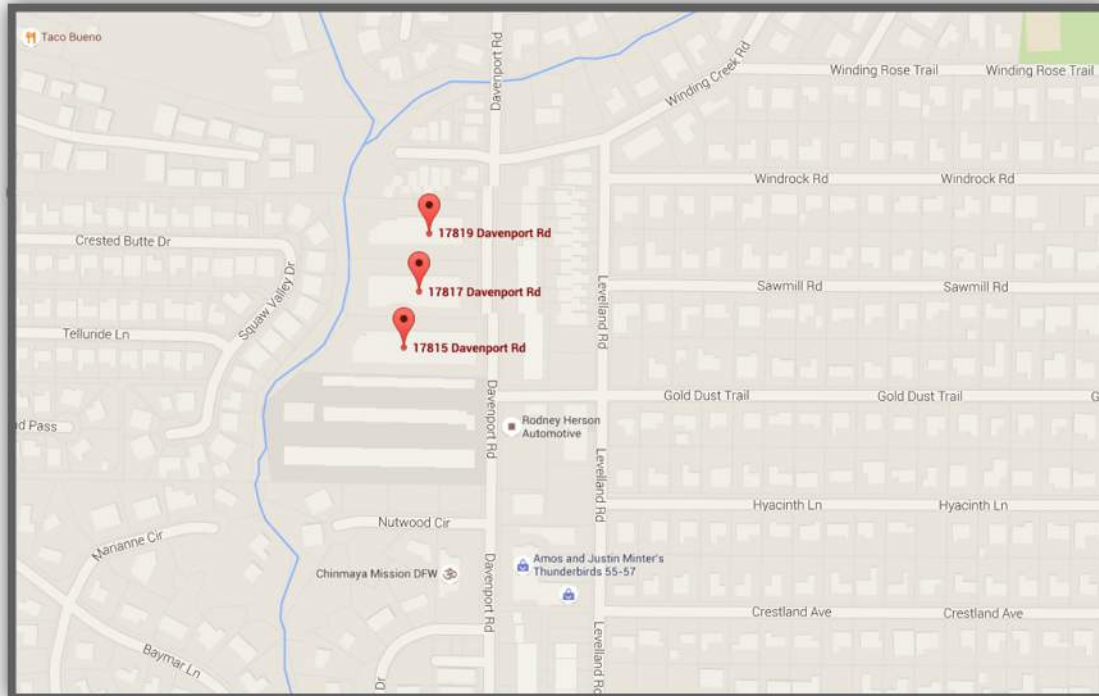 Taco Bueno
Davenport Rd
Winding Creek Rd
Winding Rose Trail
Winding Rose Trail
Windrock Rd
Windrock Rd
17819 Davenport Rd
Crested Butte Dr
Squaw Valley Dr
17817 Davenport Rd
Levelland Rd
Sawmill Rd
Sawmill Rd
Telluride Ln
17815 Davenport Rd
Davenport Rd
Gold Dust Trail
Gold Dust Trail
G
d Pass
Rodney Herson
Automotive
Levelland Rd
Hyacinth Ln
Hyacinth Ln
Nutwood Cir
Marianne Cir
Chinmaya Mission DFW
ॐ
Davenport Rd
Amos and Justin Minter's
Thunderbirds 55-57
Crestland Ave
Crestland Ave
Levelland Rd
Baymar Ln
Dr